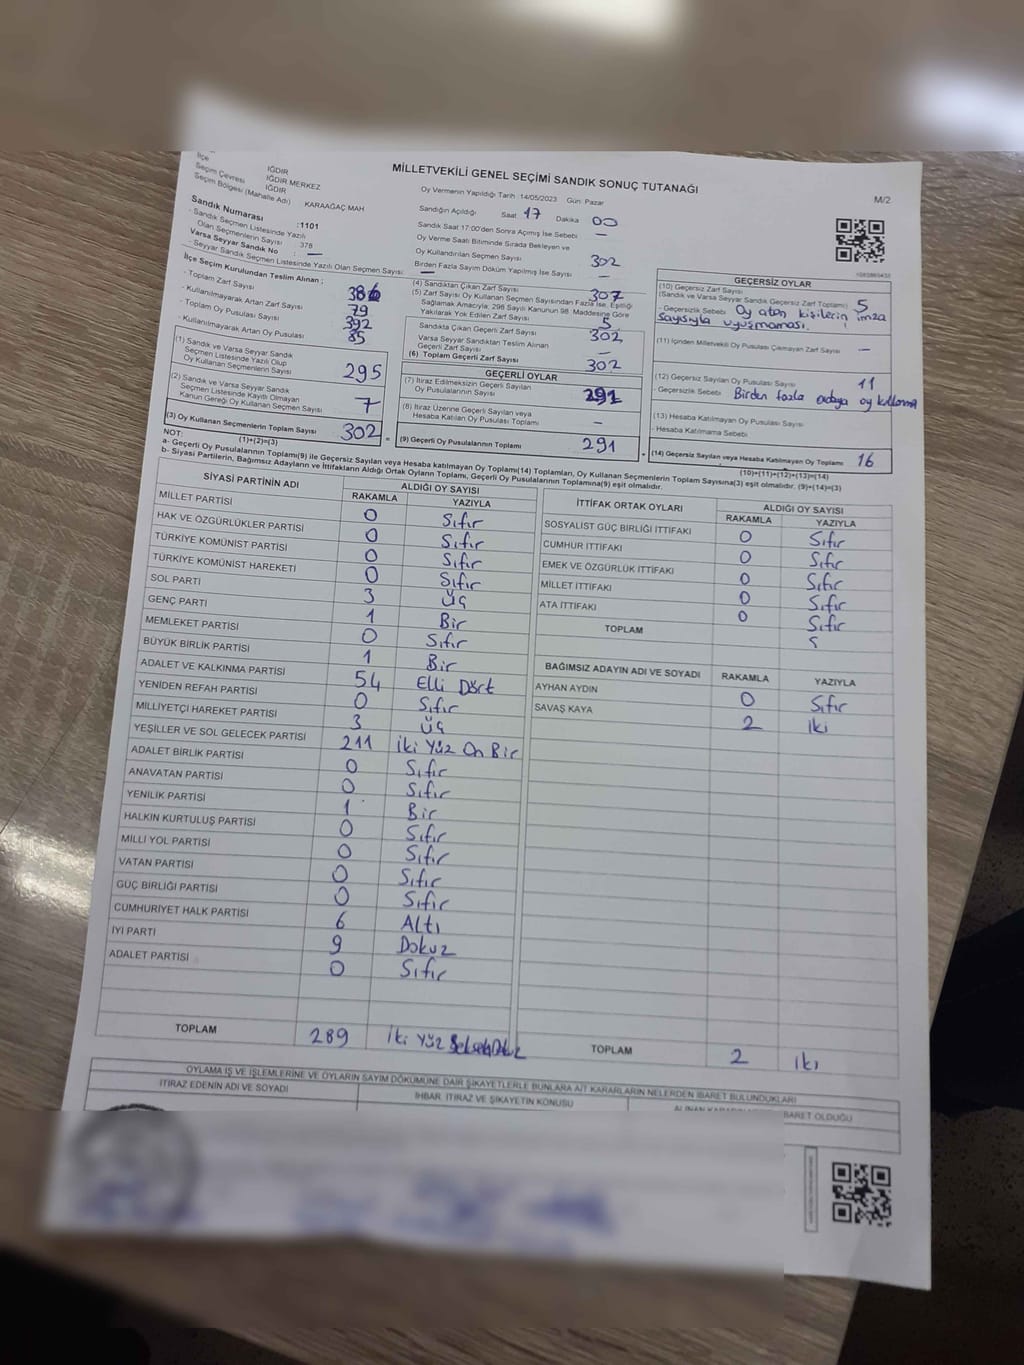 MİLLETVEKİLİ GENEL SEÇİMİ SANDIK SONUÇ TUTANAĞI
M/2
İlçe
IĞDIR
Seçim Çevresi IĞDIR MERKEZ
IĞDIR
Seçim Bölgesi (Mahalle Adı) KARAAĞAÇ MAH
Sandık Numarası :1101
- Sandık Seçmen Listesinde Yazılı
Olan Seçmenlerin Sayısı : 378
Varsa Seyyar Sandık No : —
- Seyyar Sandık Seçmen Listesinde Yazılı Olan Seçmen Sayısı: —
İlçe Seçim Kurulundan Teslim Alınan ;
- Toplam Zarf Sayısı 386
- Kullanılmayarak Artan Zarf Sayısı 79
- Toplam Oy Pusulası Sayısı 392
- Kullanılmayarak Artan Oy Pusulası 85
(1) Sandık ve Varsa Seyyar Sandık
Seçmen Listesinde Yazılı Olup
Oy Kullanan Seçmenlerin Sayısı 295
(2) Sandık ve Varsa Seyyar Sandık
Seçmen Listesinde Kayıtlı Olmayan
Kanun Gereği Oy Kullanan Seçmen Sayısı 7
(3) Oy Kullanan Seçmenlerin Toplam Sayısı 302
(1)+(2)=(3)
Oy Vermenin Yapıldığı Tarih :14/05/2023 Gün: Pazar
Sandığın Açıldığı Saat 17 Dakika 00
Sandık Saat 17:00'den Sonra Açılmış İse Sebebi —
Oy Verme Saati Bitiminde Sırada Bekleyen ve
Oy Kullandırılan Seçmen Sayısı 302
Birden Fazla Sayım Döküm Yapılmış İse Sayısı —
(4) Sandıktan Çıkan Zarf Sayısı 307
(5) Zarf Sayısı Oy Kullanan Seçmen Sayısından Fazla İse, Eşitliği
Sağlamak Amacıyla; 298 Sayılı Kanunun 98. Maddesine Göre
Yakılarak Yok Edilen Zarf Sayısı 5
Sandıkta Çıkan Geçerli Zarf Sayısı 302
Varsa Seyyar Sandıktan Teslim Alınan
Geçerli Zarf Sayısı —
(6) Toplam Geçerli Zarf Sayısı 302
GEÇERLİ OYLAR
(7) İtiraz Edilmeksizin Geçerli Sayılan
Oy Pusulasının Sayısı 291
(8) İtiraz Üzerine Geçerli Sayılan veya
Hesaba Katılan Oy Pusulası Toplamı —
(9) Geçerli Oy Pusulalarının Toplamı 291
GEÇERSİZ OYLAR
(10) Geçersiz Zarf Sayısı
(Sandık ve Varsa Seyyar Sandık Geçersiz Zarf Toplamı) 5
- Geçersizlik Sebebi Oy atan kişilerin imza
sayısıyla uyuşmaması.
(11) İçinden Milletvekili Oy Pusulası Çıkmayan Zarf Sayısı —
(12) Geçersiz Sayılan Oy Pusulası Sayısı 11
- Geçersizlik Sebebi Birden fazla adaya oy kullanma
(13) Hesaba Katılmayan Oy Pusulası Sayısı
- Hesaba Katılmama Sebebi
(14) Geçersiz Sayılan veya Hesaba Katılmayan Oy Toplamı 16
(10)+(11)+(12)+(13)=(14)
NOT:
a- Geçerli Oy Pusulalarının Toplamı(9) ile Geçersiz Sayılan veya Hesaba katılmayan Oy Toplamı(14) Toplamları, Oy Kullanan Seçmenlerin Toplam Sayısına(3) eşit olmalıdır. (9)+(14)=(3)
b- Siyasi Partilerin, Bağımsız Adayların ve İttifakların Aldığı Ortak Oyların Toplamı, Geçerli Oy Pusulalarının Toplamına(9) eşit olmalıdır.
SİYASİ PARTİNİN ADI ALDIĞI OY SAYISI
RAKAMLA YAZIYLA
MİLLET PARTİSİ 0 Sıfır
HAK VE ÖZGÜRLÜKLER PARTİSİ 0 Sıfır
TÜRKİYE KOMÜNİST PARTİSİ 0 Sıfır
TÜRKİYE KOMÜNİST HAREKETİ 0 Sıfır
SOL PARTİ 3 Üç
GENÇ PARTİ 1 Bir
MEMLEKET PARTİSİ 0 Sıfır
BÜYÜK BİRLİK PARTİSİ 1 Bir
ADALET VE KALKINMA PARTİSİ 54 Elli Dört
YENİDEN REFAH PARTİSİ 0 Sıfır
MİLLİYETÇİ HAREKET PARTİSİ 3 Üç
YEŞİLLER VE SOL GELECEK PARTİSİ 211 İki Yüz On Bir
ADALET BİRLİK PARTİSİ 0 Sıfır
ANAVATAN PARTİSİ 0 Sıfır
YENİLİK PARTİSİ 1 Bir
HALKIN KURTULUŞ PARTİSİ 0 Sıfır
MİLLİ YOL PARTİSİ 0 Sıfır
VATAN PARTİSİ 0 Sıfır
GÜÇ BİRLİĞİ PARTİSİ 0 Sıfır
CUMHURİYET HALK PARTİSİ 6 Altı
İYİ PARTİ 9 Dokuz
ADALET PARTİSİ 0 Sıfır
TOPLAM 289 İki Yüz Seksen Dokuz
İTTİFAK ORTAK OYLARI ALDIĞI OY SAYISI
RAKAMLA YAZIYLA
SOSYALIST GÜÇ BİRLİĞİ İTTİFAKI 0 Sıfır
CUMHUR İTTİFAKI 0 Sıfır
EMEK VE ÖZGÜRLÜK İTTİFAKI 0 Sıfır
MİLLET İTTİFAKI 0 Sıfır
ATA İTTİFAKI 0 Sıfır
TOPLAM
BAĞIMSIZ ADAYIN ADI VE SOYADI RAKAMLA YAZIYLA
AYHAN AYDIN 0 Sıfır
SAVAŞ KAYA 2 İki
TOPLAM 2 İki
OYLAMA İŞ VE İŞLEMLERİNE VE OYLARIN SAYIM DÖKÜMÜNE DAİR ŞİKAYETLERLE BUNLARA AİT KARARLARIN NELERDEN İBARET BULUNDUKLARI
İTİRAZ EDENİN ADI VE SOYADI
İHBAR, İTİRAZ VE ŞİKAYETİN KONUSU
BARET OLDUĞU